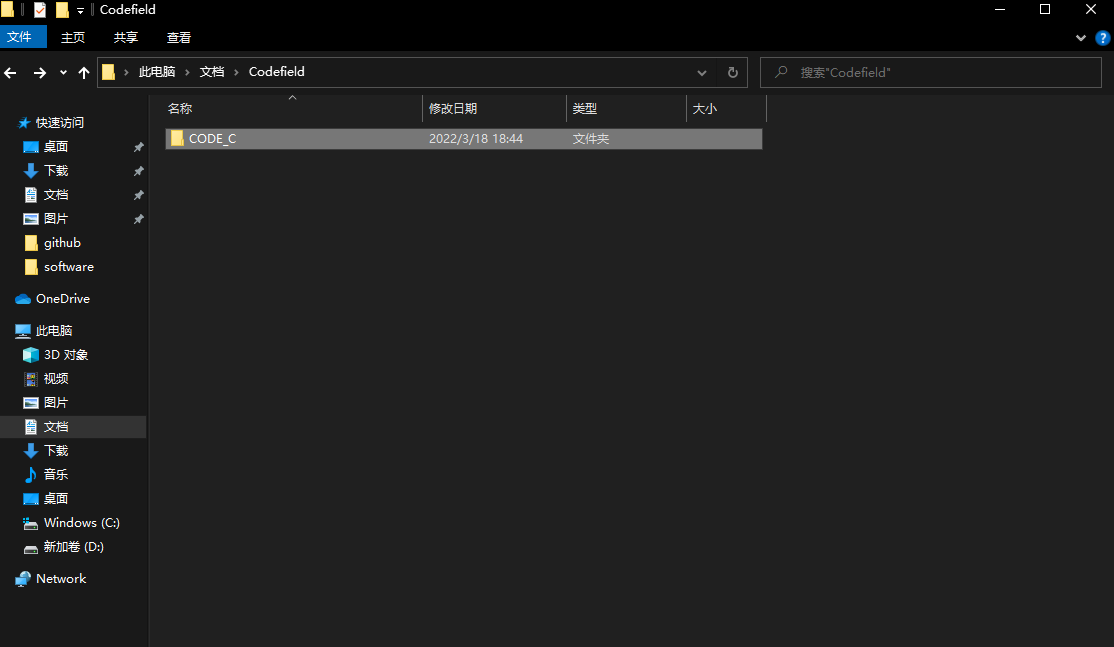 Codefield
文件 主页 共享 查看
此电脑 文档 Codefield 搜索"Codefield"
名称 修改日期 类型 大小
CODE_C 2022/3/18 18:44 文件夹
快速访问
桌面
下载
文档
图片
github
software
OneDrive
此电脑
3D 对象
视频
图片
文档
下载
音乐
桌面
Windows (C:)
新加卷 (D:)
Network